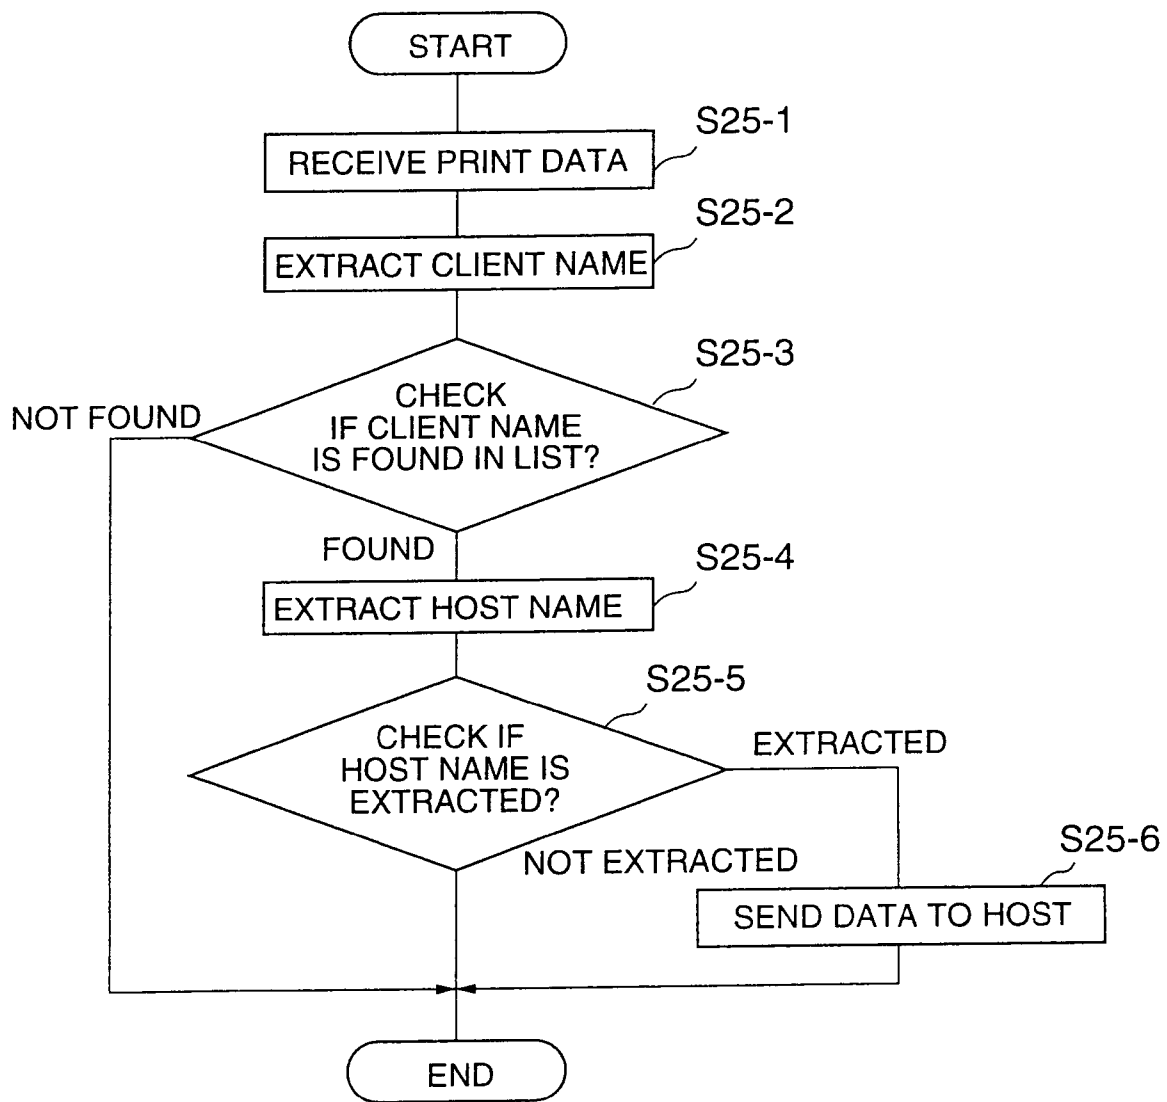 START
S25-1
RECEIVE PRINT DATA
S25-2
EXTRACT CLIENT NAME
S25-3
CHECK
IF CLIENT NAME
IS FOUND IN LIST?
NOT FOUND
FOUND
S25-4
EXTRACT HOST NAME
S25-5
CHECK IF
HOST NAME IS
EXTRACTED?
EXTRACTED
NOT EXTRACTED
S25-6
SEND DATA TO HOST
END